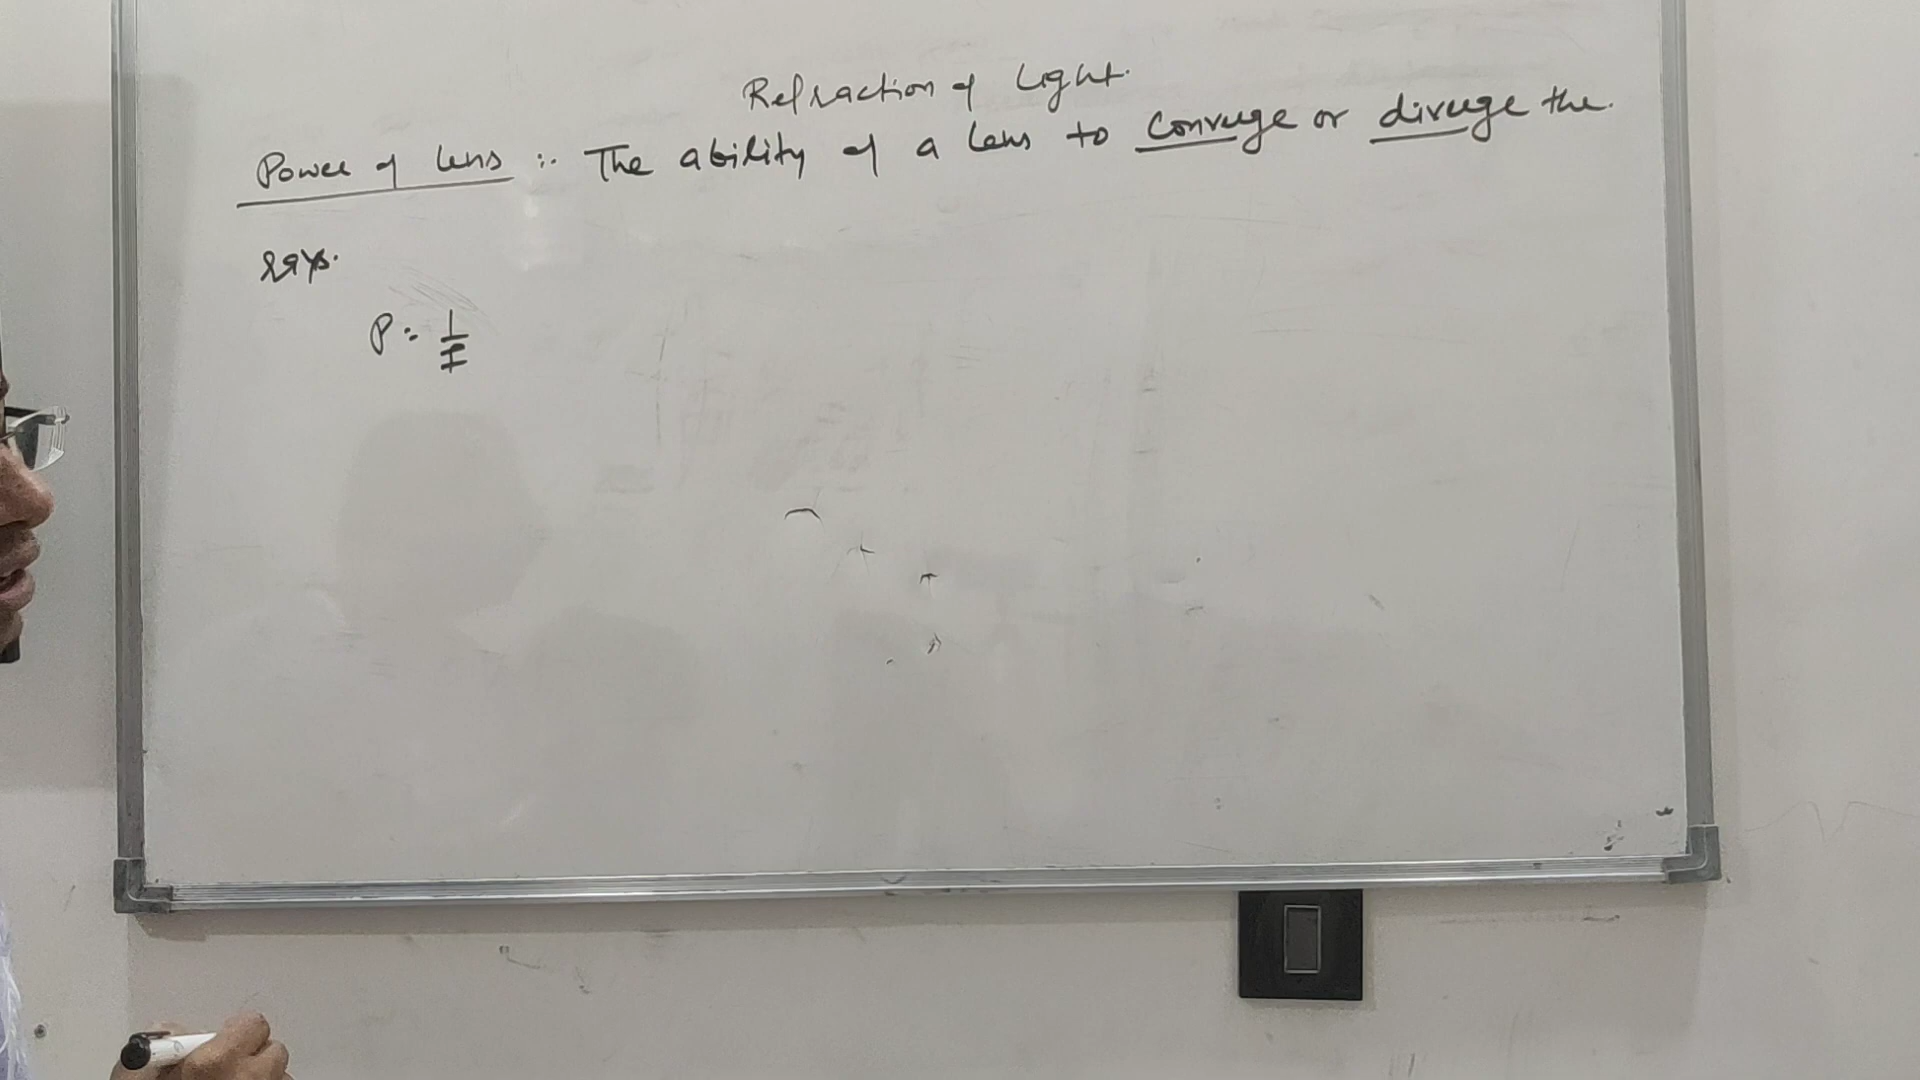 Refraction of Light.
Power of lens :- The ability of a lens to converge or diverge the
rays.
P = 1/f